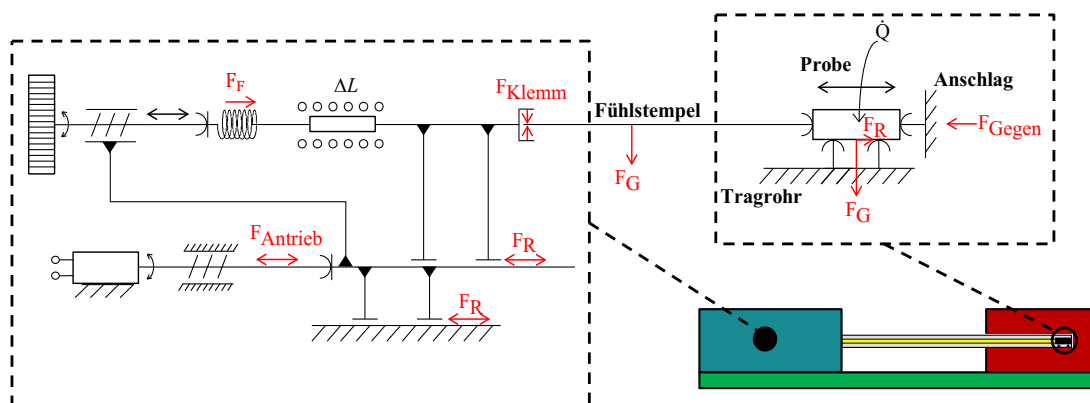 F_F
ΔL
F_Klemm
Fühlstempel
F_G
F_Antrieb
F_R
F_R
Q̇
Probe
Anschlag
F_R
F_Gegen
Tragrohr
F_G